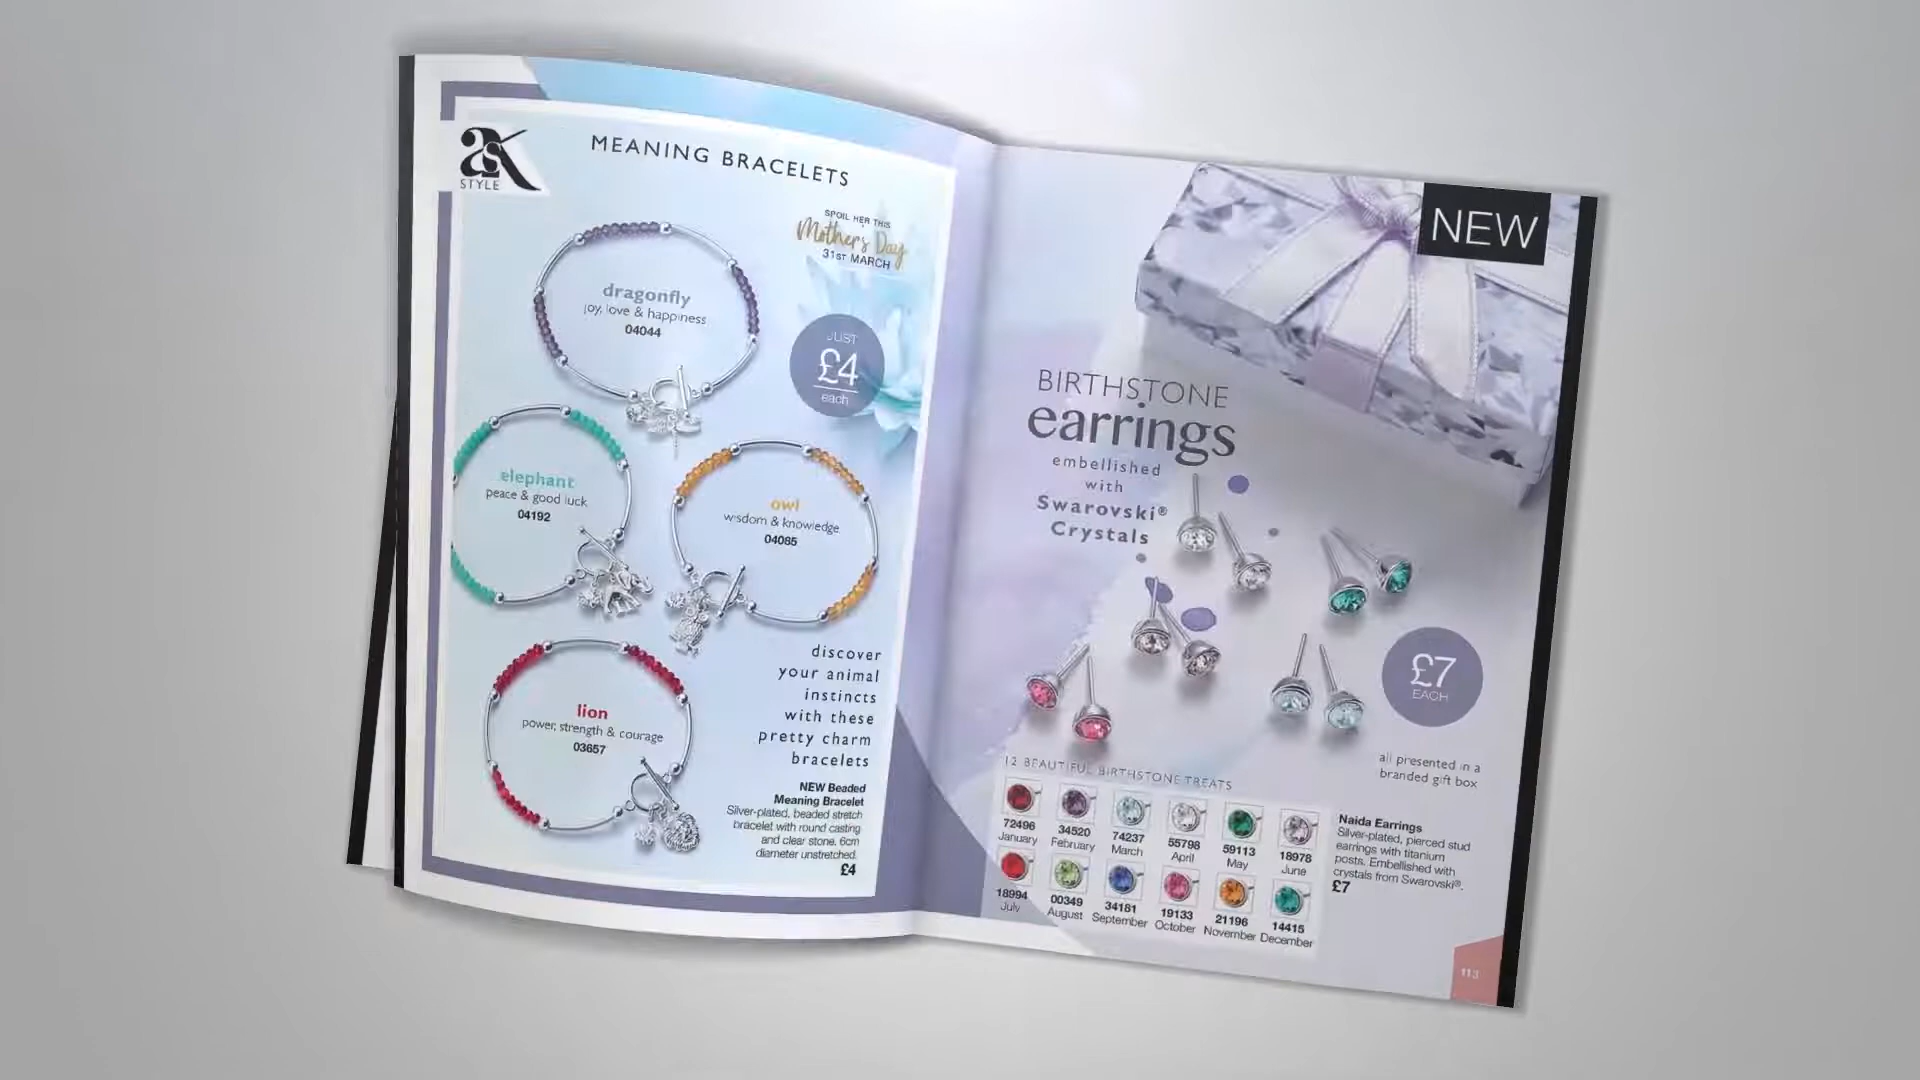 ask
STYLE
MEANING BRACELETS
SPOIL HER THIS
Mother's Day
31ST MARCH
dragonfly
joy, love & happiness
04044
JUST
£4
each
elephant
peace & good luck
04192
owl
wisdom & knowledge
04085
lion
power, strength & courage
03657
discover
your animal
instincts
with these
pretty charm
bracelets
NEW Beaded
Meaning Bracelet
Silver-plated, beaded stretch
bracelet with round casting
and clear stone. 6cm
diameter unstretched.
£4
NEW
BIRTHSTONE
earrings
embellished
with
Swarovski®
Crystals
£7
EACH
all presented in a
branded gift box
12 BEAUTIFUL BIRTHSTONE TREATS
72496 34520 74237 55798 59113 18978
January February March April May June
18994 00349 34181 19133 21196 14415
July August September October November December
Naida Earrings
Silver-plated, pierced stud
earrings with titanium
posts. Embellished with
crystals from Swarovski®.
£7
113